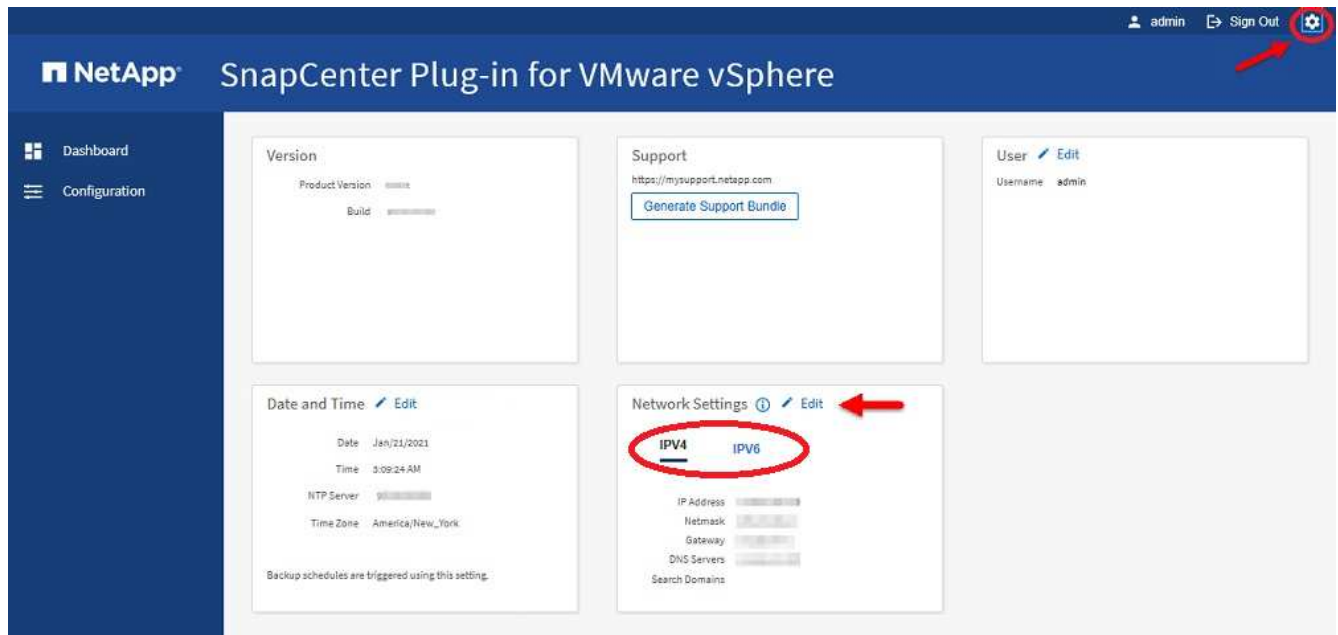 admin Sign Out
NetApp® SnapCenter Plug-in for VMware vSphere
Dashboard
Configuration
Version
Product Version
Build
Support
https://mysupport.netapp.com
Generate Support Bundle
User Edit
Username admin
Date and Time Edit
Date Jan/21/2021
Time 3:09:24 AM
NTP Server
Time Zone America/New_York
Backup schedules are triggered using this setting.
Network Settings Edit
IPV4 IPV6
IP Address
Netmask
Gateway
DNS Servers
Search Domains